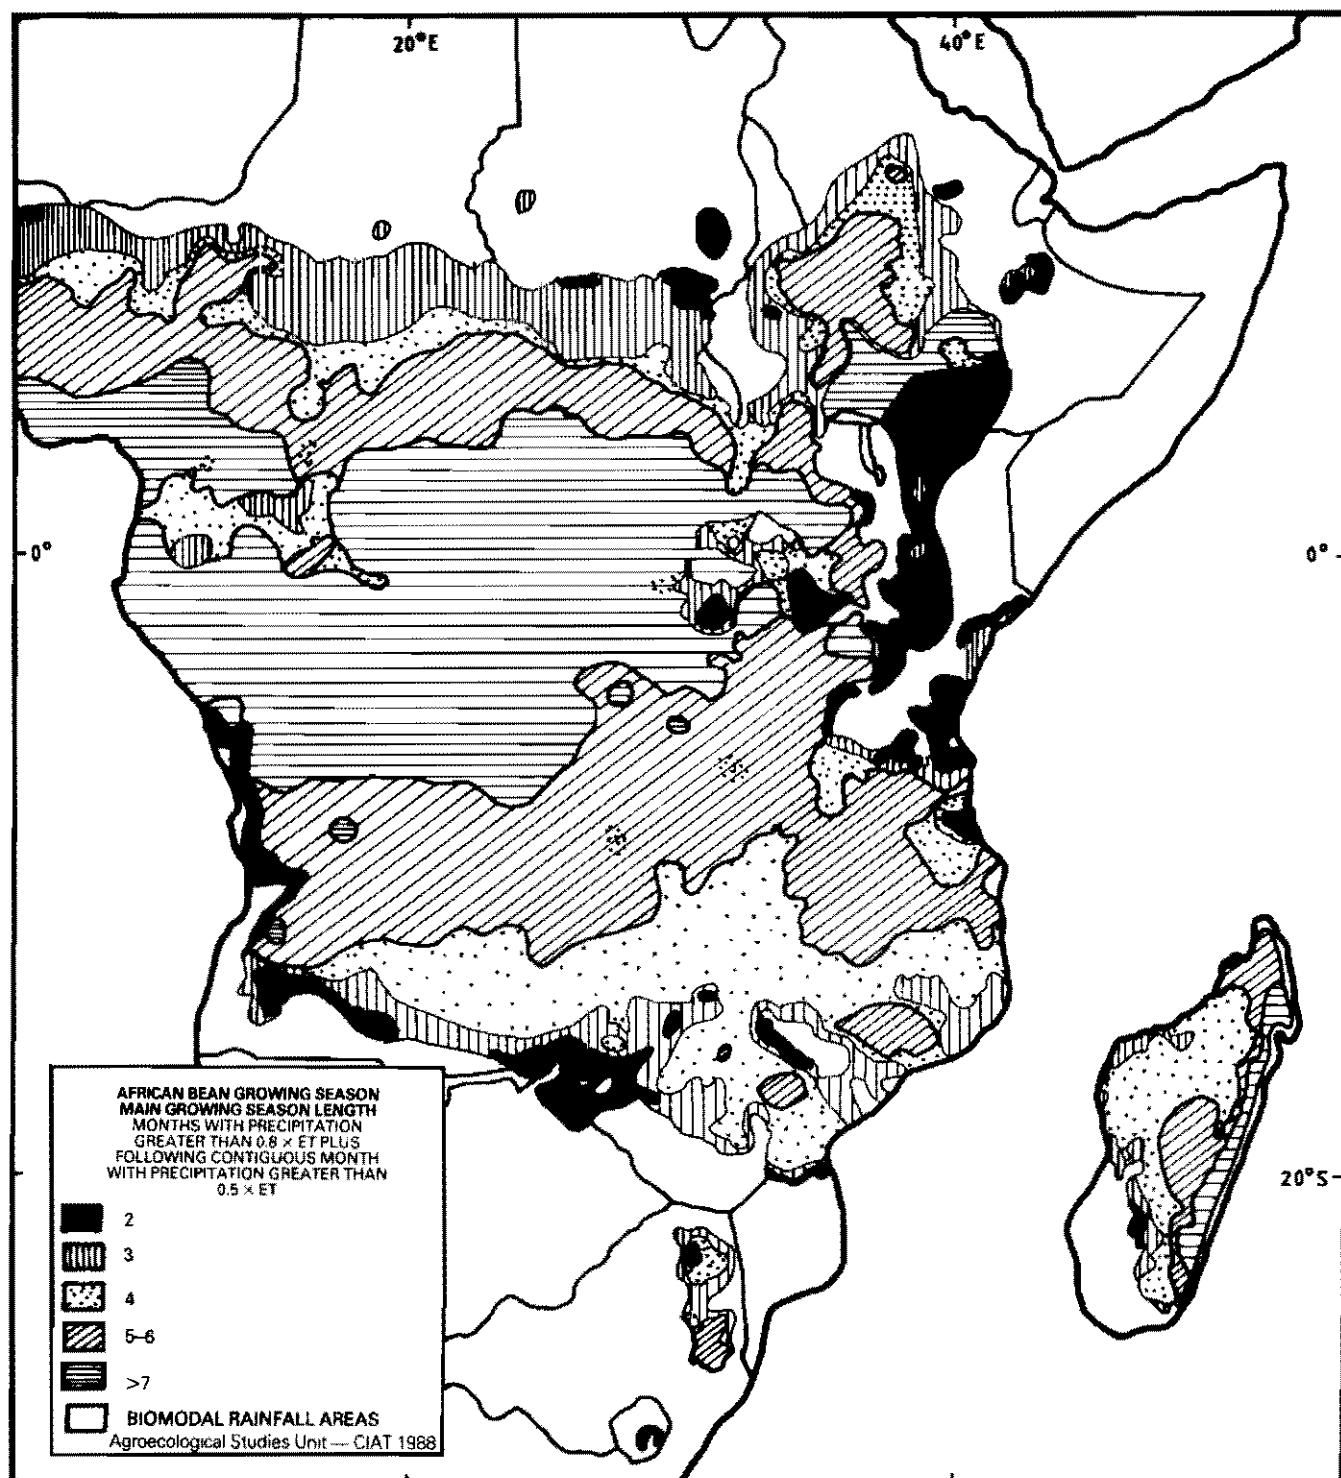 20°E
40°E
0°
0°
20°S
AFRICAN BEAN GROWING SEASON
MAIN GROWING SEASON LENGTH
MONTHS WITH PRECIPITATION
GREATER THAN 0.8 × ET PLUS
FOLLOWING CONTIGUOUS MONTH
WITH PRECIPITATION GREATER THAN
0.5 × ET
2
3
4
5–6
>7
BIOMODAL RAINFALL AREAS
Agroecological Studies Unit — CIAT 1988